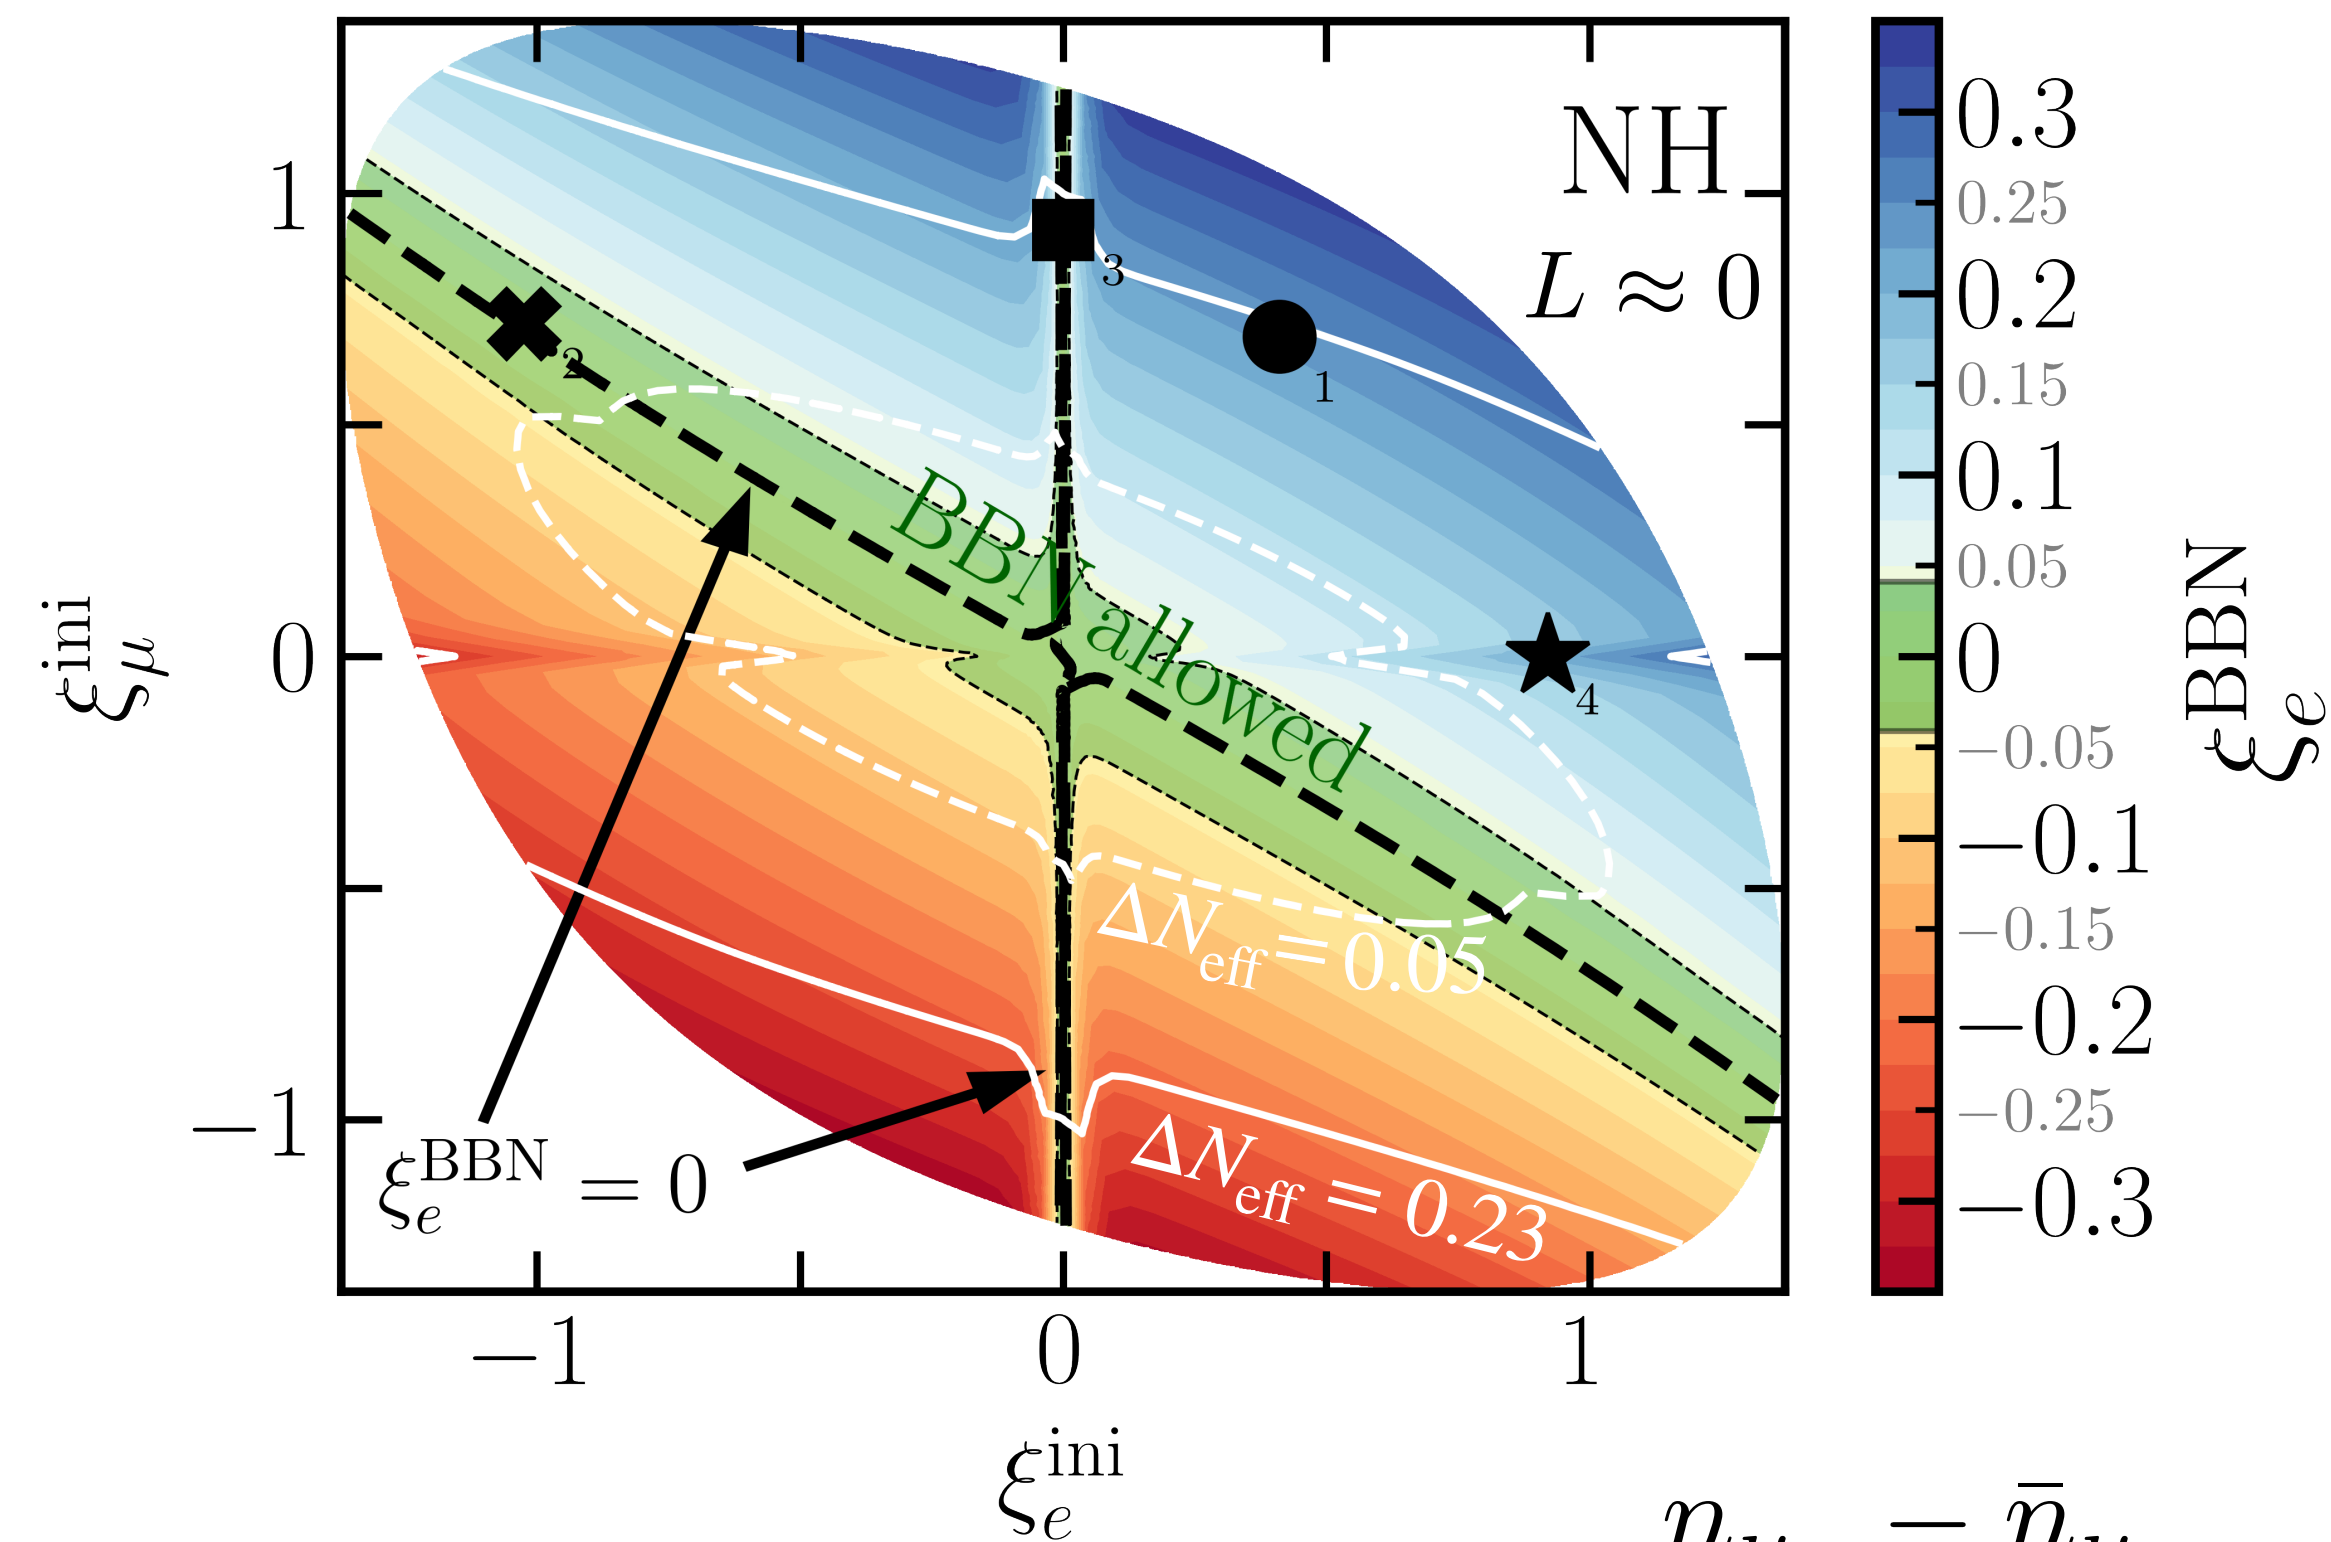 NH
L ≈ 0
1
0
−1
ξ_μ^ini
3
1
2
4
BBN allowed
ΔN_eff = 0.05
ΔN_eff = 0.23
ξ_e^BBN = 0
−1
0
1
ξ_e^ini
0.3
0.25
0.2
0.15
0.1
0.05
0
−0.05
−0.1
−0.15
−0.2
−0.25
−0.3
ξ_e^BBN